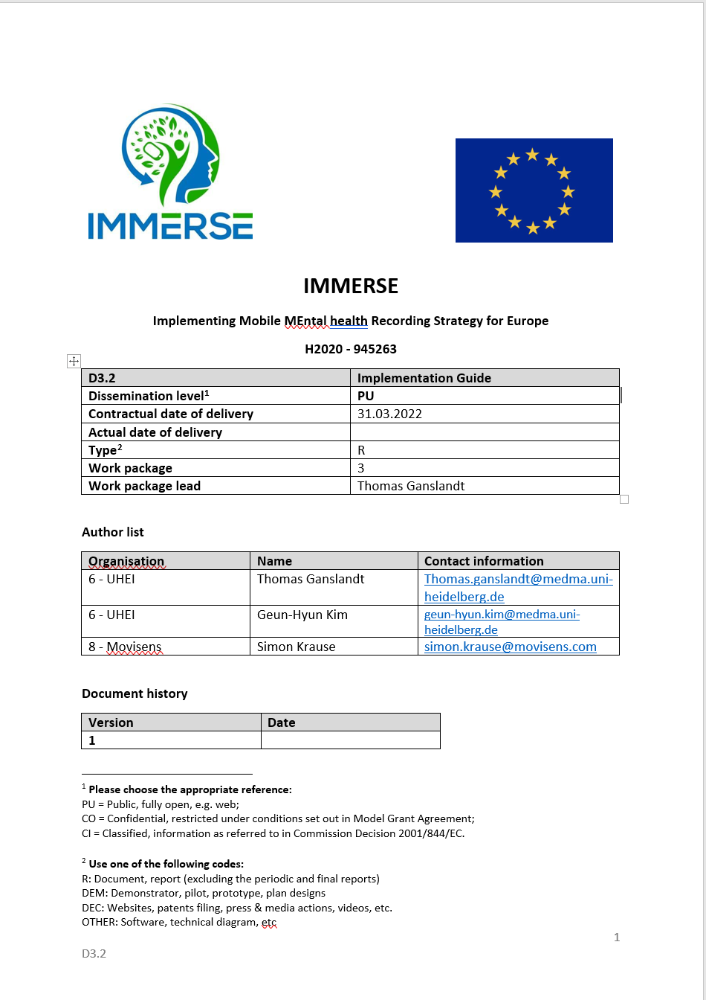 IMMERSE
IMMERSE
Implementing Mobile MEntal health Recording Strategy for Europe
H2020 - 945263
D3.2 Implementation Guide
Dissemination level1 PU
Contractual date of delivery 31.03.2022
Actual date of delivery
Type2 R
Work package 3
Work package lead Thomas Ganslandt
Author list
Organisation Name Contact information
6 - UHEI Thomas Ganslandt Thomas.ganslandt@medma.uni-
heidelberg.de
6 - UHEI Geun-Hyun Kim geun-hyun.kim@medma.uni-
heidelberg.de
8 - Movisens Simon Krause simon.krause@movisens.com
Document history
Version Date
1
1 Please choose the appropriate reference:
PU = Public, fully open, e.g. web;
CO = Confidential, restricted under conditions set out in Model Grant Agreement;
CI = Classified, information as referred to in Commission Decision 2001/844/EC.
2 Use one of the following codes:
R: Document, report (excluding the periodic and final reports)
DEM: Demonstrator, pilot, prototype, plan designs
DEC: Websites, patents filing, press & media actions, videos, etc.
OTHER: Software, technical diagram, etc
1
D3.2